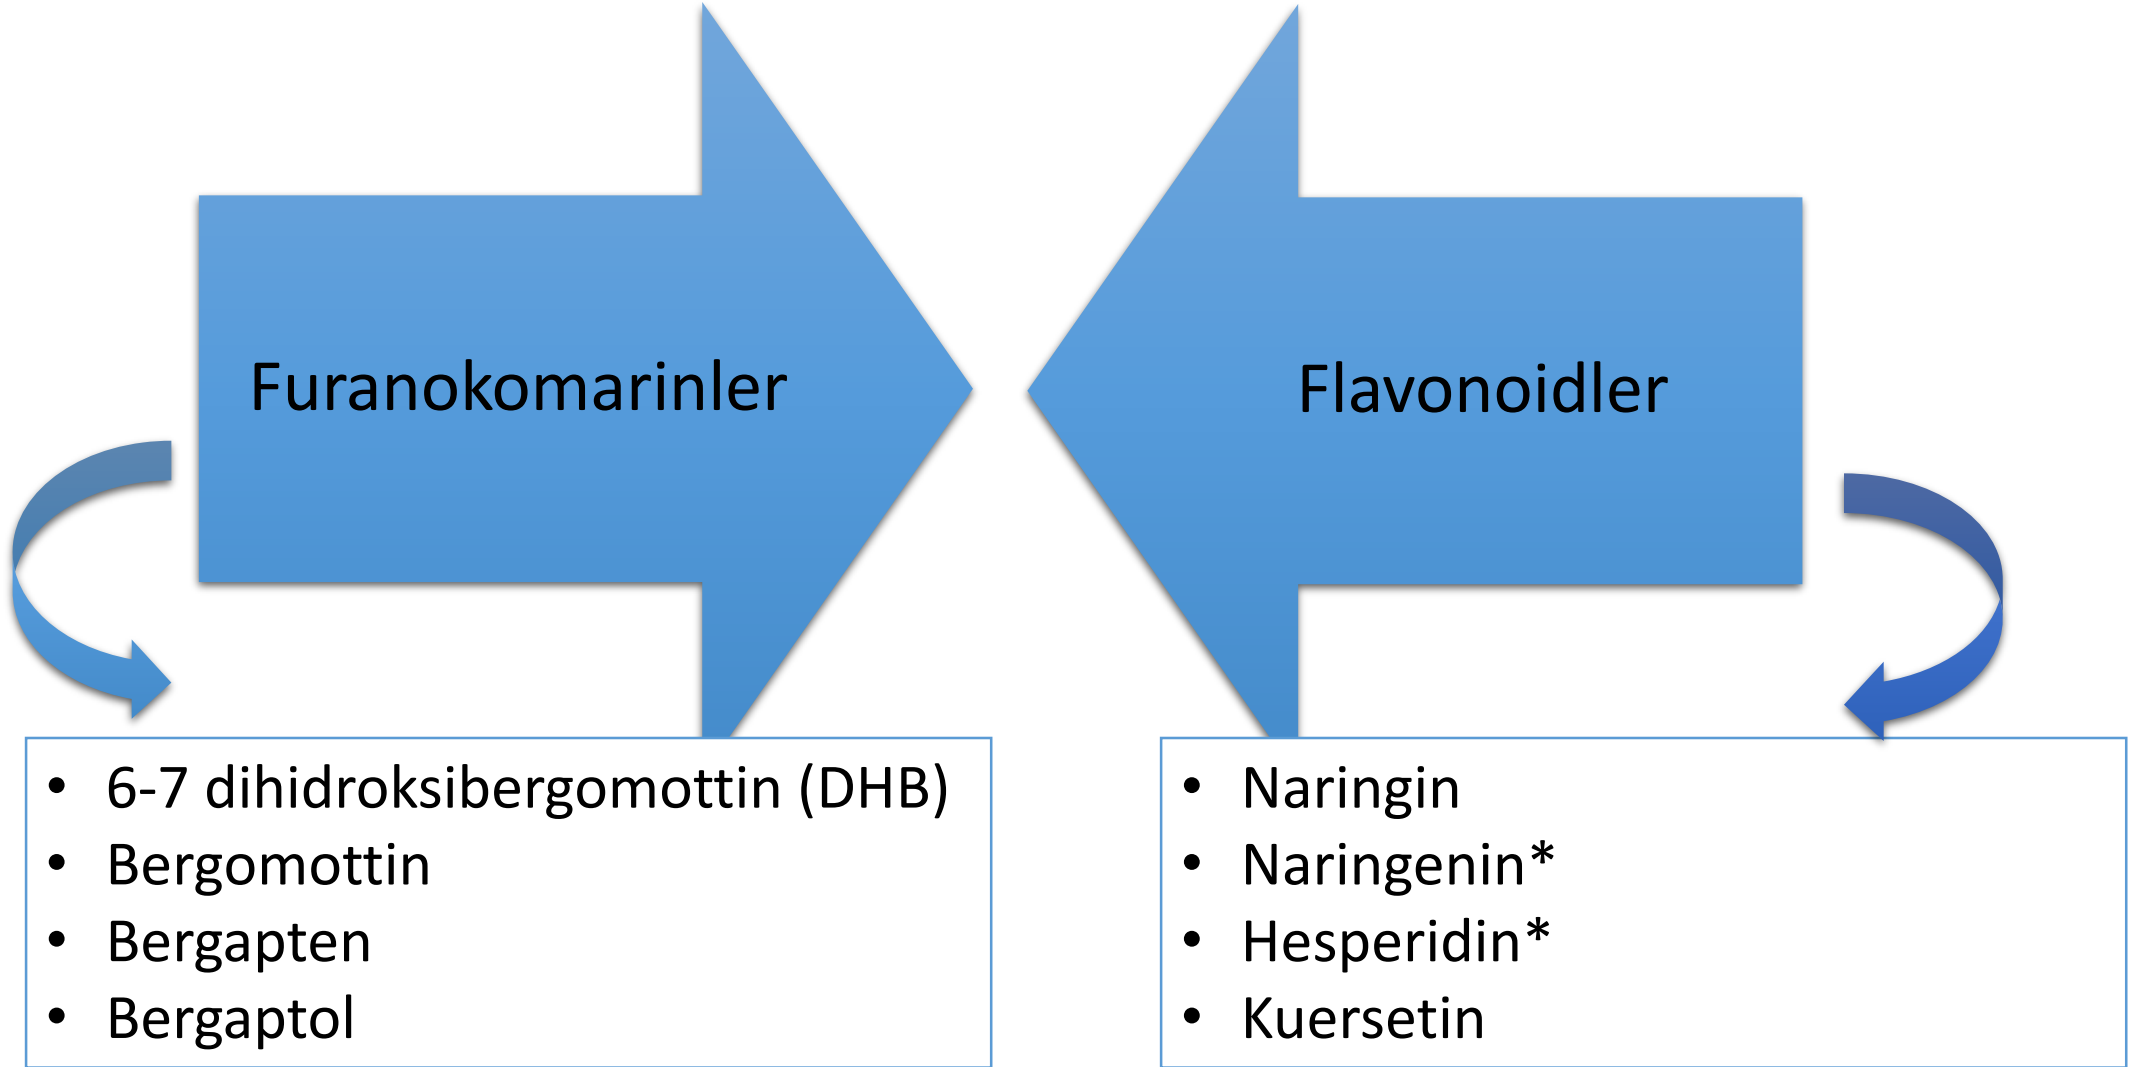 Furanokomarinler
Flavonoidler
• 6-7 dihidroksibergomottin (DHB)
• Bergomottin
• Bergapten
• Bergaptol
• Naringin
• Naringenin*
• Hesperidin*
• Kuersetin